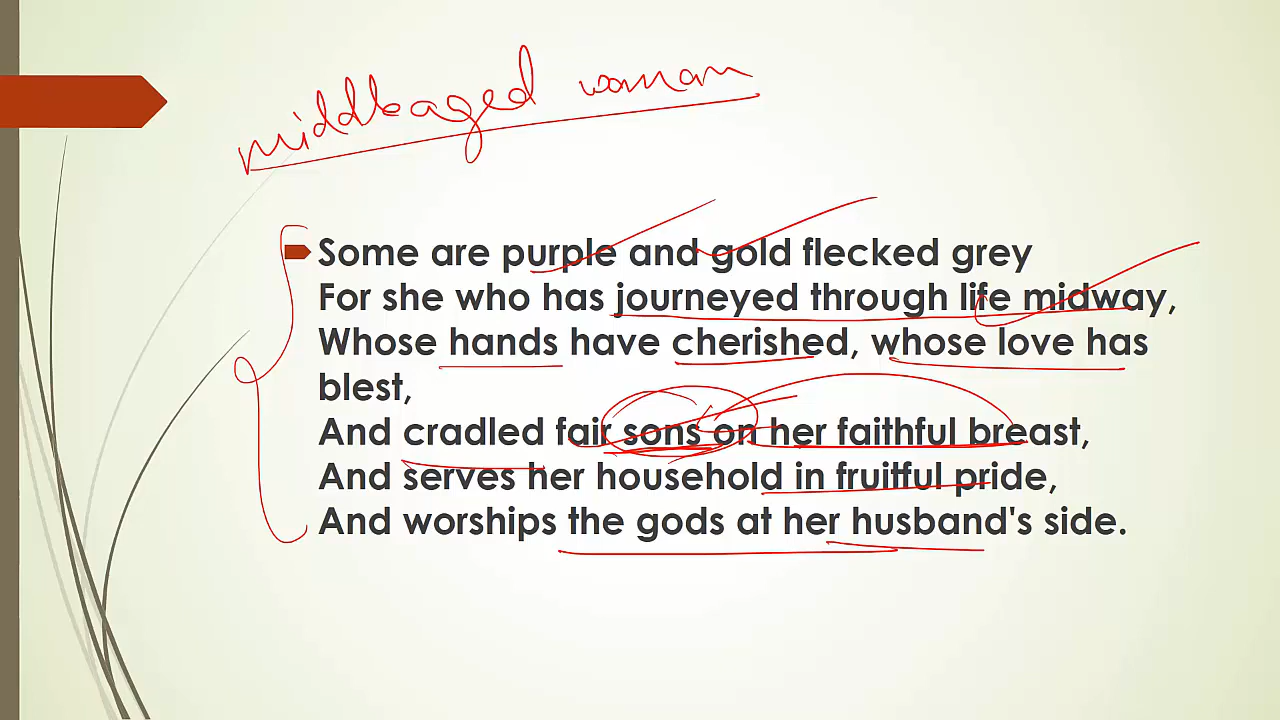 middleaged woman
Some are purple and gold flecked grey
For she who has journeyed through life midway,
Whose hands have cherished, whose love has
blest,
And cradled fair sons on her faithful breast,
And serves her household in fruitful pride,
And worships the gods at her husband's side.